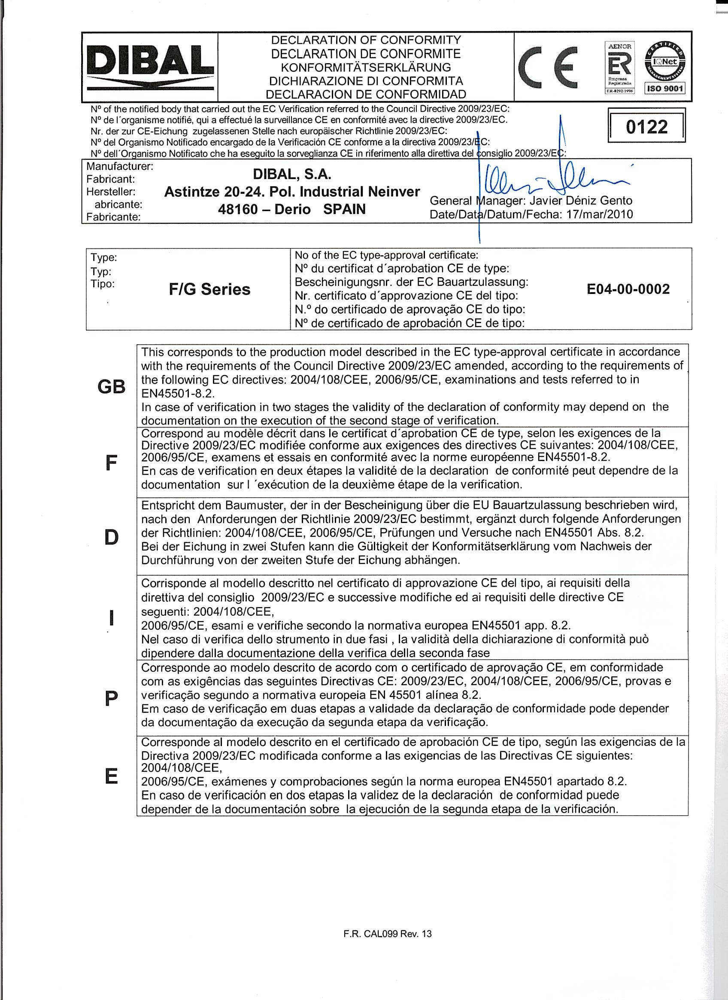 DIBAL
DECLARATION OF CONFORMITY
DECLARATION DE CONFORMITE
KONFORMITÄTSERKLÄRUNG
DICHIARAZIONE DI CONFORMITA
DECLARACION DE CONFORMIDAD
CE
AENOR
ER
Empresa
Registrada
ER-0292/1996
CERTIFIED
IQNet
MANAGEMENT SYSTEM
ISO 9001
Nº of the notified body that carried out the EC Verification referred to the Council Directive 2009/23/EC:
Nº de l´organisme notifié, qui a effectué la surveillance CE en conformité avec la directive 2009/23/EC.
Nr. der zur CE-Eichung zugelassenen Stelle nach europäischer Richtlinie 2009/23/EC:
Nº del Organismo Notificado encargado de la Verificación CE conforme a la directiva 2009/23/EC:
Nº dell´Organismo Notificato che ha eseguito la sorveglianza CE in riferimento alla direttiva del consiglio 2009/23/EC:
0122
Manufacturer:
Fabricant:
Hersteller:
abricante:
Fabricante:
DIBAL, S.A.
Astintze 20-24. Pol. Industrial Neinver
48160 – Derio SPAIN
General Manager: Javier Déniz Gento
Date/Data/Datum/Fecha: 17/mar/2010
Type:
Typ:
Tipo:
F/G Series
No of the EC type-approval certificate:
Nº du certificat d´aprobation CE de type:
Bescheinigungsnr. der EC Bauartzulassung:
Nr. certificato d´approvazione CE del tipo:
N.º do certificado de aprovação CE do tipo:
Nº de certificado de aprobación CE de tipo:
E04-00-0002
GB
This corresponds to the production model described in the EC type-approval certificate in accordance
with the requirements of the Council Directive 2009/23/EC amended, according to the requirements of
the following EC directives: 2004/108/CEE, 2006/95/CE, examinations and tests referred to in
EN45501-8.2.
In case of verification in two stages the validity of the declaration of conformity may depend on the
documentation on the execution of the second stage of verification.
F
Correspond au modèle décrit dans le certificat d´aprobation CE de type, selon les exigences de la
Directive 2009/23/EC modifiée conforme aux exigences des directives CE suivantes: 2004/108/CEE,
2006/95/CE, examens et essais en conformité avec la norme européenne EN45501-8.2.
En cas de verification en deux étapes la validité de la declaration de conformité peut dependre de la
documentation sur l ´exécution de la deuxième étape de la verification.
D
Entspricht dem Baumuster, der in der Bescheinigung über die EU Bauartzulassung beschrieben wird,
nach den Anforderungen der Richtlinie 2009/23/EC bestimmt, ergänzt durch folgende Anforderungen
der Richtlinien: 2004/108/CEE, 2006/95/CE, Prüfungen und Versuche nach EN45501 Abs. 8.2.
Bei der Eichung in zwei Stufen kann die Gültigkeit der Konformitätserklärung vom Nachweis der
Durchführung von der zweiten Stufe der Eichung abhängen.
I
Corrisponde al modello descritto nel certificato di approvazione CE del tipo, ai requisiti della
direttiva del consiglio 2009/23/EC e successive modifiche ed ai requisiti delle directive CE
seguenti: 2004/108/CEE,
2006/95/CE, esami e verifiche secondo la normativa europea EN45501 app. 8.2.
Nel caso di verifica dello strumento in due fasi , la validità della dichiarazione di conformità può
dipendere dalla documentazione della verifica della seconda fase
P
Corresponde ao modelo descrito de acordo com o certificado de aprovação CE, em conformidade
com as exigências das seguintes Directivas CE: 2009/23/EC, 2004/108/CEE, 2006/95/CE, provas e
verificação segundo a normativa europeia EN 45501 alínea 8.2.
Em caso de verificação em duas etapas a validade da declaração de conformidade pode depender
da documentação da execução da segunda etapa da verificação.
E
Corresponde al modelo descrito en el certificado de aprobación CE de tipo, según las exigencias de la
Directiva 2009/23/EC modificada conforme a las exigencias de las Directivas CE siguientes:
2004/108/CEE,
2006/95/CE, exámenes y comprobaciones según la norma europea EN45501 apartado 8.2.
En caso de verificación en dos etapas la validez de la declaración de conformidad puede
depender de la documentación sobre la ejecución de la segunda etapa de la verificación.
F.R. CAL099 Rev. 13